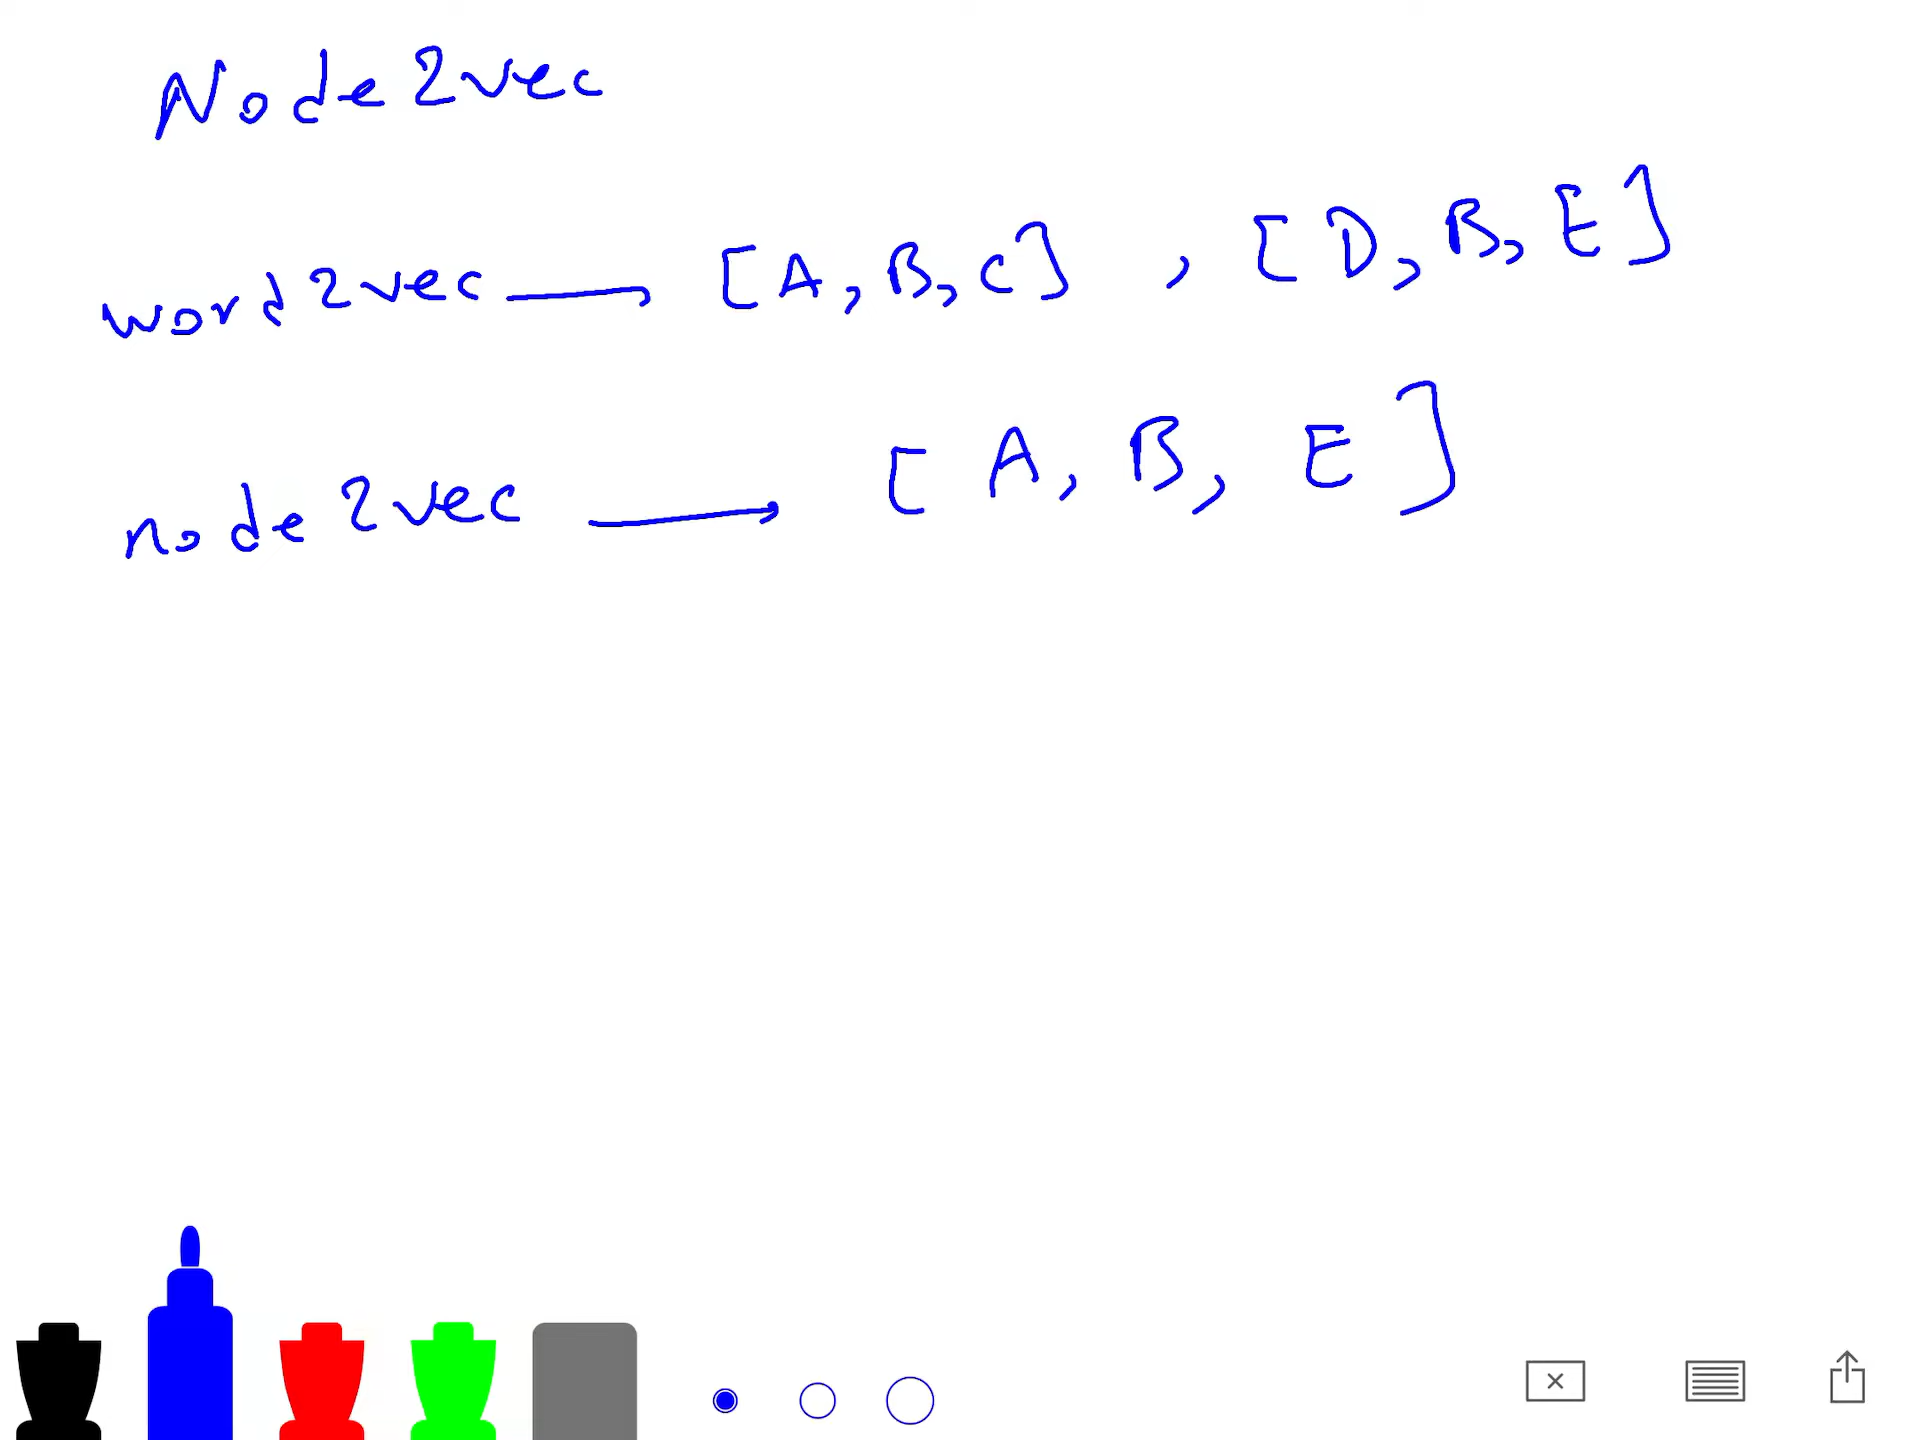 Node2vec
word2vec → [A, B, C] , [D, B, E]
node2vec → [A, B, E]